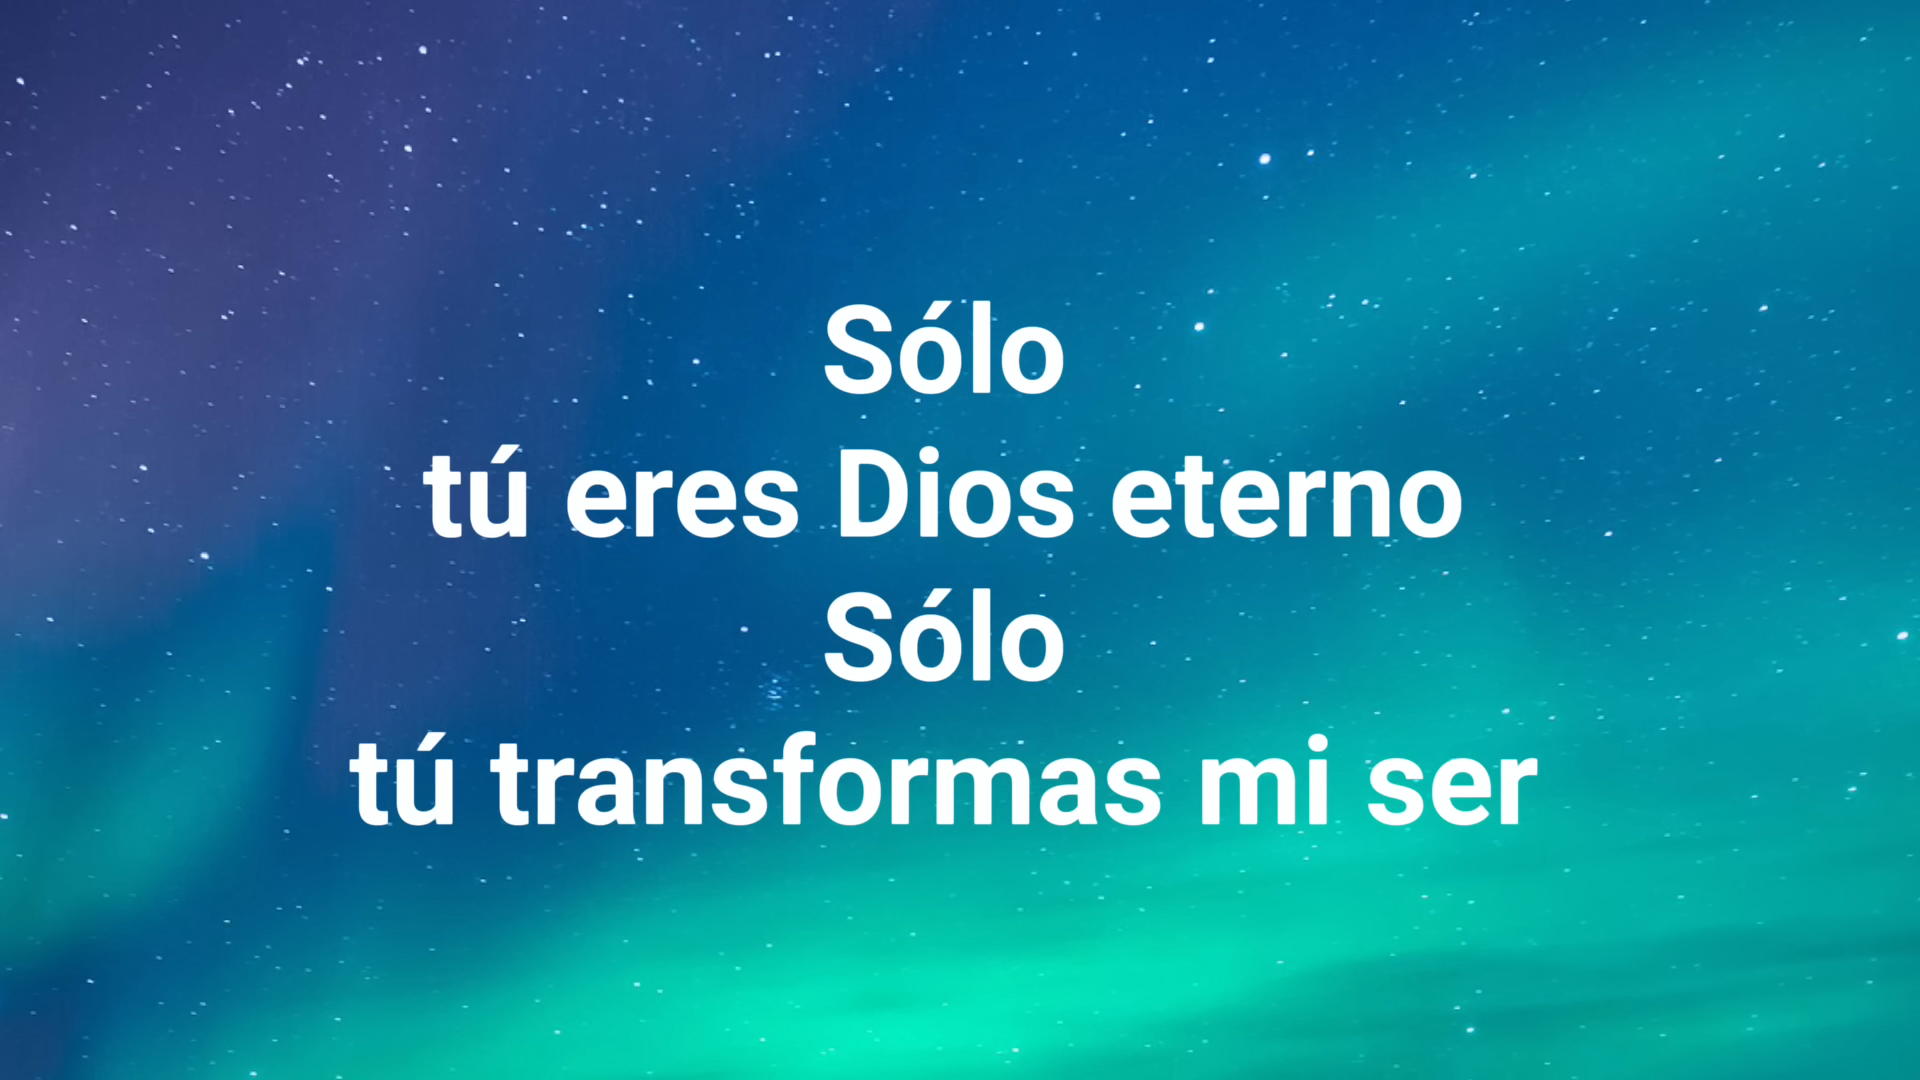 Sólo
tú eres Dios eterno
Sólo
tú transformas mi ser